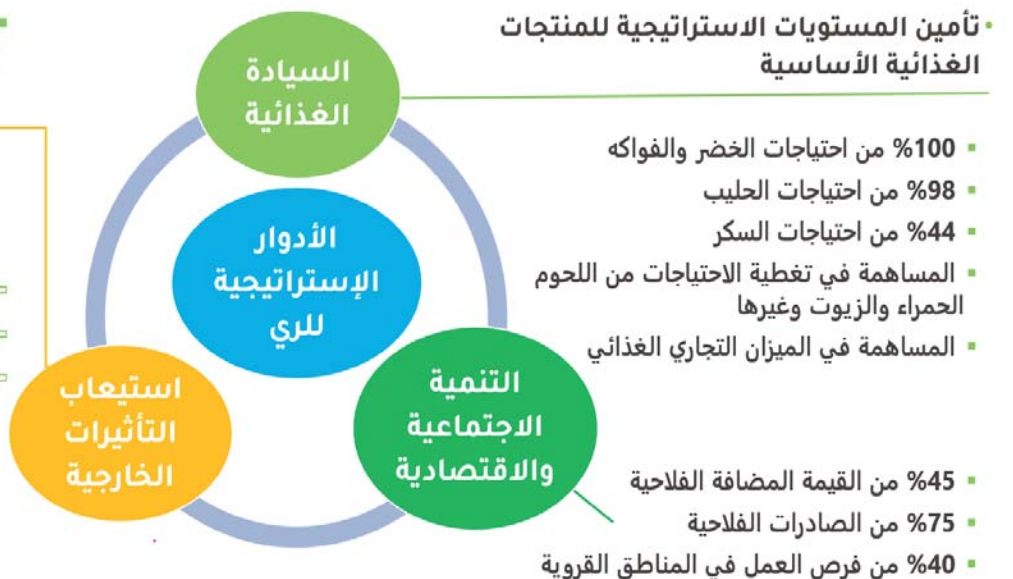 • تأمين المستويات الاستراتيجية للمنتجات
الغذائية الأساسية
▪ 100% من احتياجات الخضر والفواكه
▪ 98% من احتياجات الحليب
▪ 44% من احتياجات السكر
▪ المساهمة في تغطية الاحتياجات من اللحوم
الحمراء والزيوت وغيرها
▪ المساهمة في الميزان التجاري الغذائي
▪ 45% من القيمة المضافة الفلاحية
▪ 75% من الصادرات الفلاحية
▪ 40% من فرص العمل في المناطق القروية
السيادة
الغذائية
الأدوار
الإستراتيجية
للري
التنمية
الاجتماعية
والاقتصادية
استيعاب
التأثيرات
الخارجية